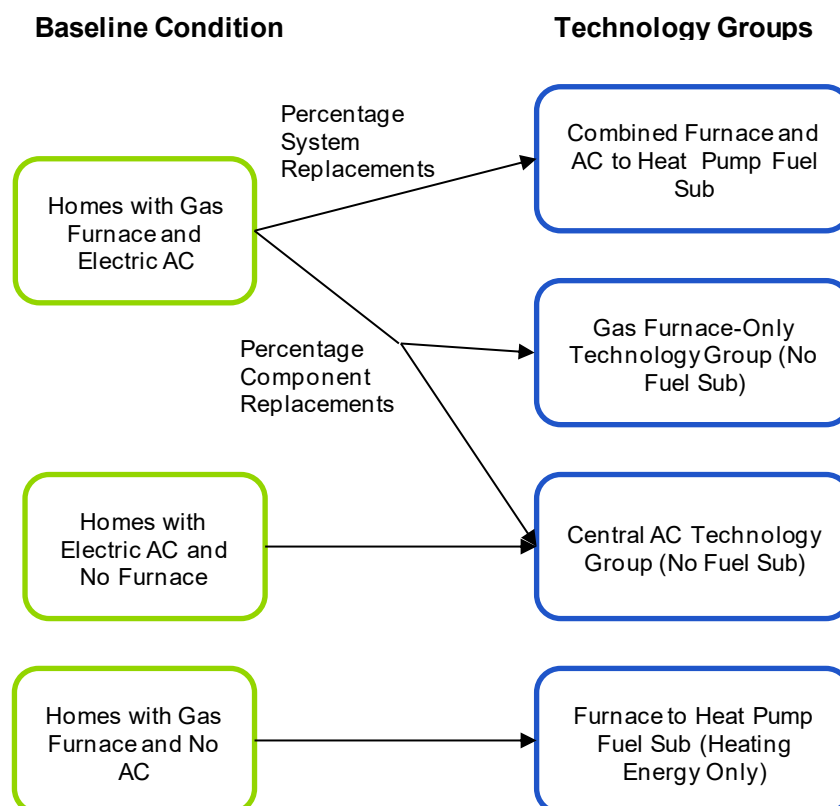 Baseline Condition
Technology Groups
Percentage
System
Replacements
Combined Furnace and
AC to Heat Pump Fuel
Sub
Homes with Gas
Furnace and
Electric AC
Gas Furnace-Only
Technology Group (No
Fuel Sub)
Percentage
Component
Replacements
Homes with
Electric AC and
No Furnace
Central AC Technology
Group (No Fuel Sub)
Homes with Gas
Furnace and No
AC
Furnace to Heat Pump
Fuel Sub (Heating
Energy Only)